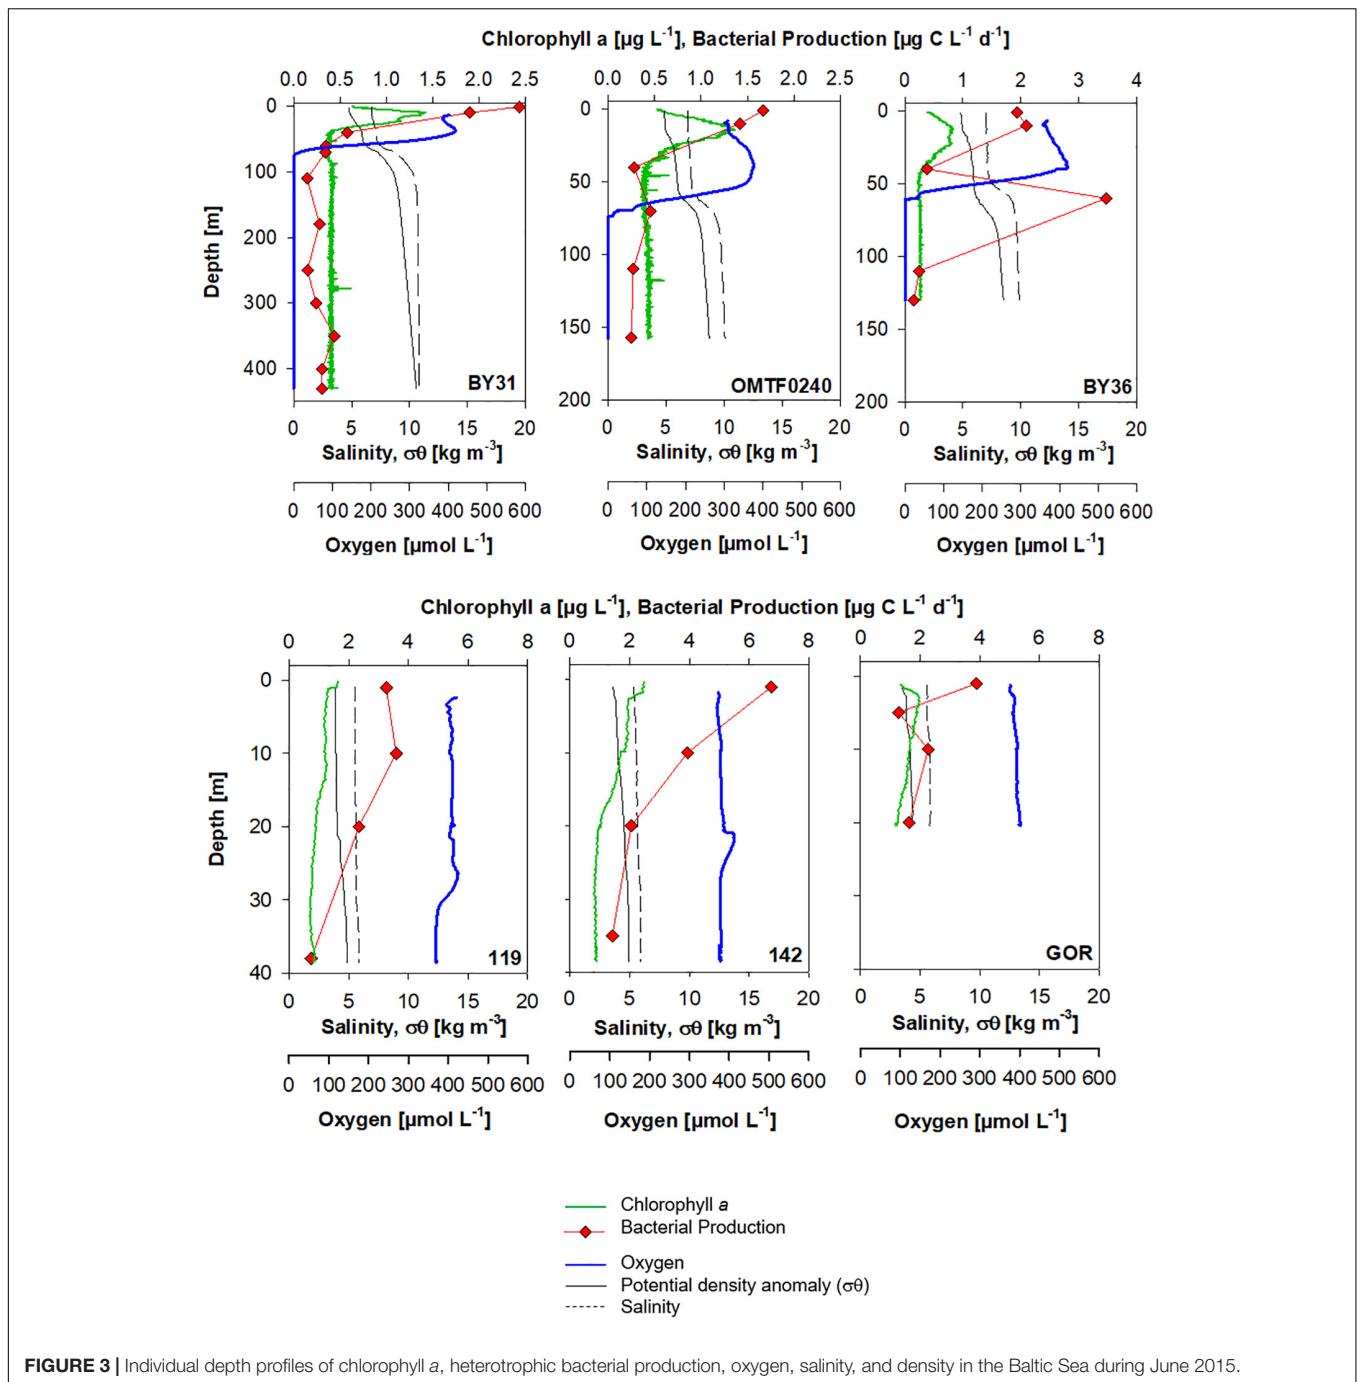 Chlorophyll a [µg L-1], Bacterial Production [µg C L-1 d-1]
0.0 0.5 1.0 1.5 2.0 2.5
0.0 0.5 1.0 1.5 2.0 2.5
0 1 2 3 4
Depth [m]
0
100
200
300
400
BY31
0 5 10 15 20
Salinity, σθ [kg m-3]
0 100 200 300 400 500 600
Oxygen [µmol L-1]
0
50
100
150
200
OMTF0240
0 5 10 15 20
Salinity, σθ [kg m-3]
0 100 200 300 400 500 600
Oxygen [µmol L-1]
0
50
100
150
200
BY36
0 5 10 15 20
Salinity, σθ [kg m-3]
0 100 200 300 400 500 600
Oxygen [µmol L-1]
Chlorophyll a [µg L-1], Bacterial Production [µg C L-1 d-1]
0 2 4 6 8
0 2 4 6 8
0 2 4 6 8
Depth [m]
0
10
20
30
40
119
0 5 10 15 20
Salinity, σθ [kg m-3]
0 100 200 300 400 500 600
Oxygen [µmol L-1]
142
0 5 10 15 20
Salinity, σθ [kg m-3]
0 100 200 300 400 500 600
Oxygen [µmol L-1]
GOR
0 5 10 15 20
Salinity, σθ [kg m-3]
0 100 200 300 400 500 600
Oxygen [µmol L-1]
Chlorophyll a
Bacterial Production
Oxygen
Potential density anomaly (σθ)
Salinity
FIGURE 3 | Individual depth profiles of chlorophyll a, heterotrophic bacterial production, oxygen, salinity, and density in the Baltic Sea during June 2015.